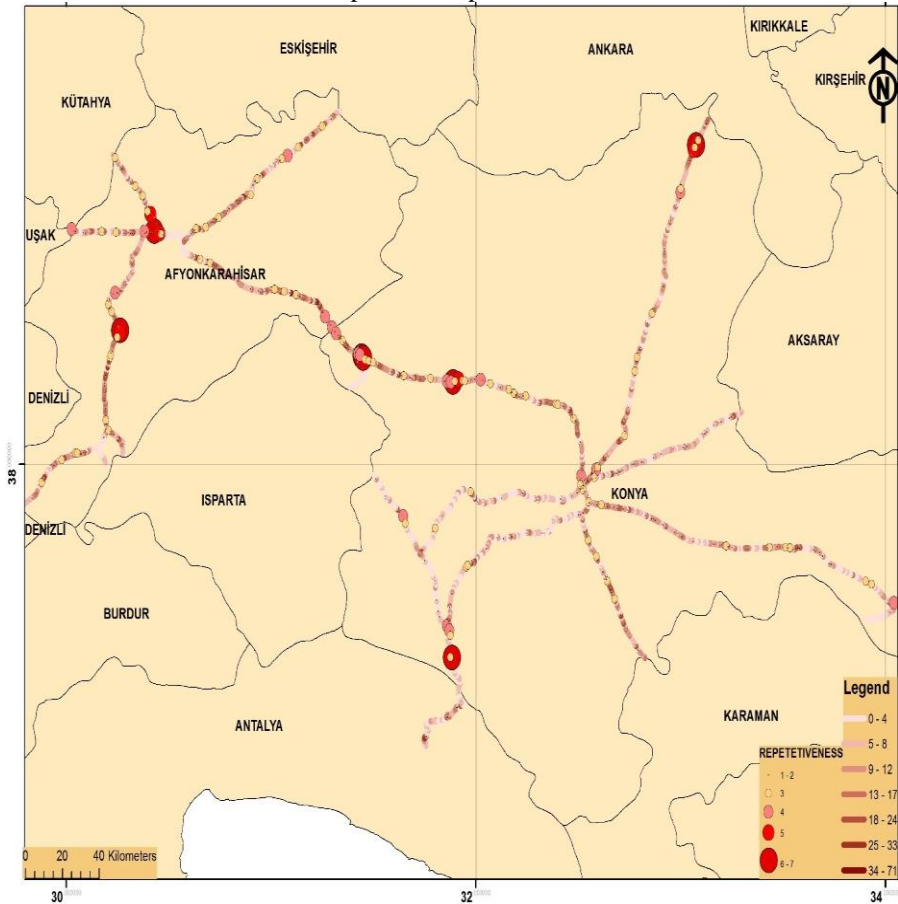 KIRIKKALE
ESKİŞEHİR
ANKARA
KIRŞEHİR
KÜTAHYA
N
UŞAK
AFYONKARAHİSAR
AKSARAY
DENİZLİ
38
ISPARTA
KONYA
DENİZLİ
BURDUR
ANTALYA
KARAMAN
Legend
0 - 4
5 - 8
9 - 12
13 - 17
18 - 24
25 - 33
34 - 71
REPETETIVENESS
1 - 2
3
4
5
6 - 7
0 20 40 Kilometers
30 32 34